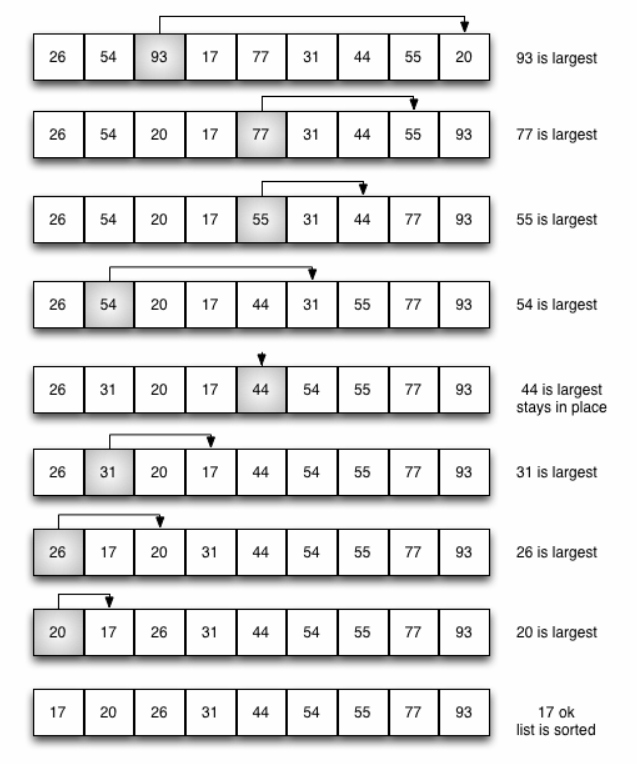 26 54 93 17 77 31 44 55 20 93 is largest
26 54 20 17 77 31 44 55 93 77 is largest
26 54 20 17 55 31 44 77 93 55 is largest
26 54 20 17 44 31 55 77 93 54 is largest
26 31 20 17 44 54 55 77 93 44 is largest
stays in place
26 31 20 17 44 54 55 77 93 31 is largest
26 17 20 31 44 54 55 77 93 26 is largest
20 17 26 31 44 54 55 77 93 20 is largest
17 20 26 31 44 54 55 77 93 17 ok
list is sorted